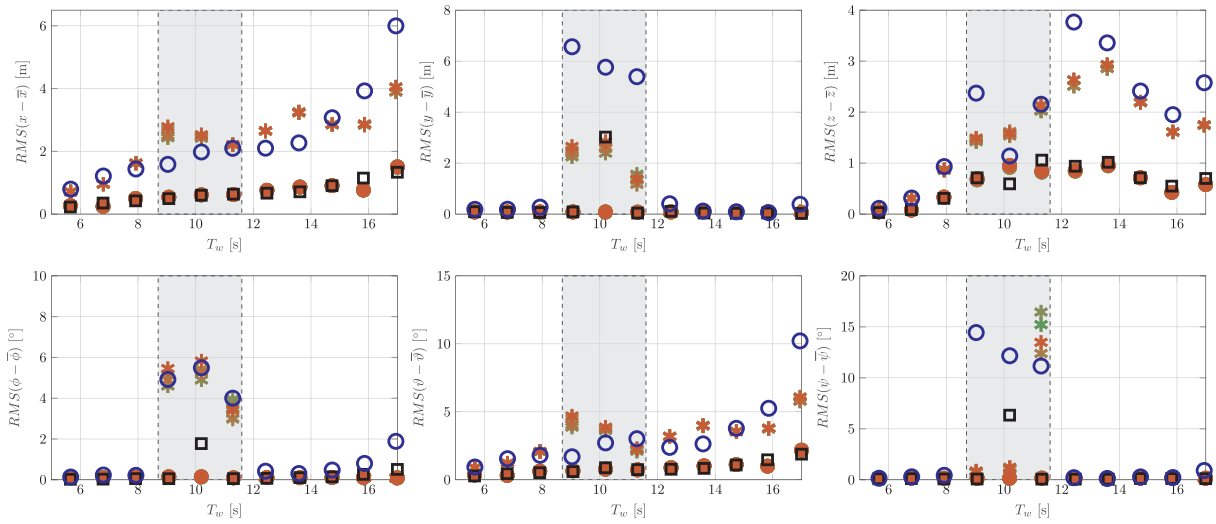 6
4
2
0
6 8 10 12 14 16
RMS(x − x̅) [m]
T_w [s]
8
6
4
2
0
6 8 10 12 14 16
RMS(y − y̅) [m]
T_w [s]
4
3
2
1
0
6 8 10 12 14 16
RMS(z − z̅) [m]
T_w [s]
10
8
6
4
2
0
6 8 10 12 14 16
RMS(ϕ − ϕ̅) [°]
T_w [s]
15
10
5
0
6 8 10 12 14 16
RMS(ϑ − ϑ̅) [°]
T_w [s]
20
15
10
5
0
6 8 10 12 14 16
RMS(ψ − ψ̅) [°]
T_w [s]